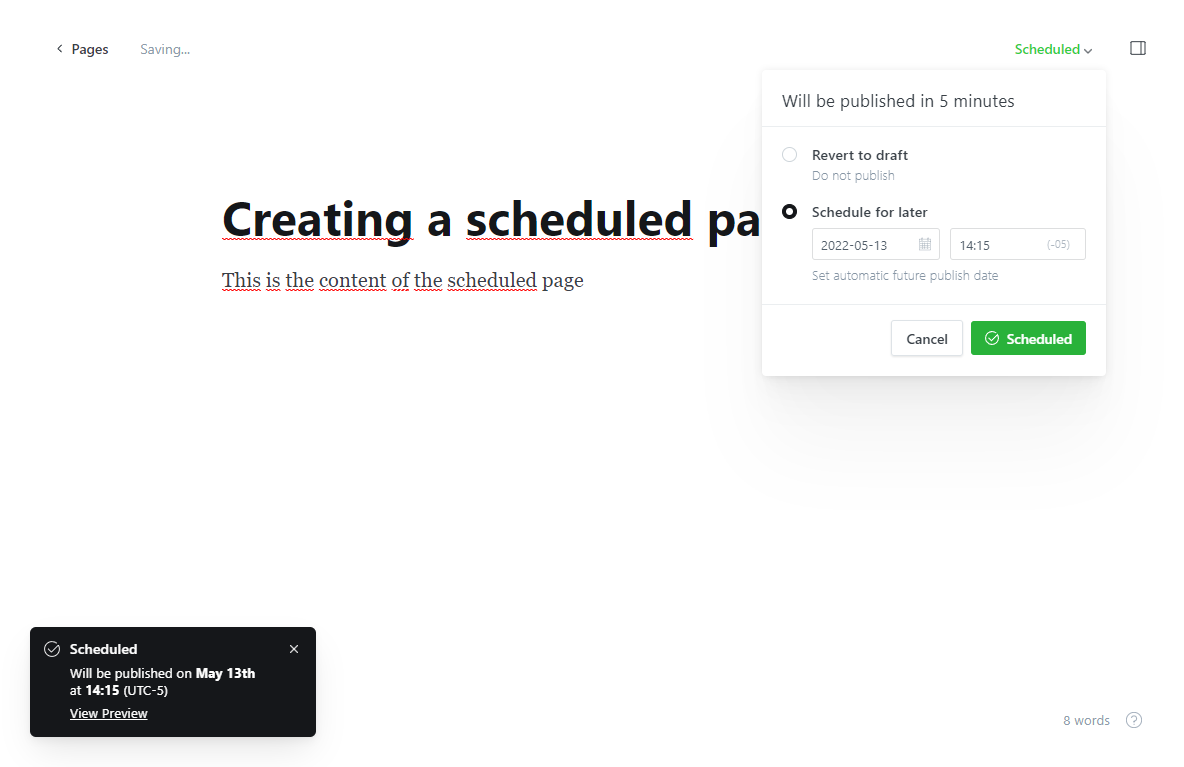 Pages
Saving...
Scheduled
Will be published in 5 minutes
Revert to draft
Do not publish
Schedule for later
2022-05-13
14:15
(-05)
Set automatic future publish date
Cancel
Scheduled
Creating a scheduled pa
This is the content of the scheduled page
Scheduled
Will be published on May 13th
at 14:15 (UTC-5)
View Preview
8 words
?